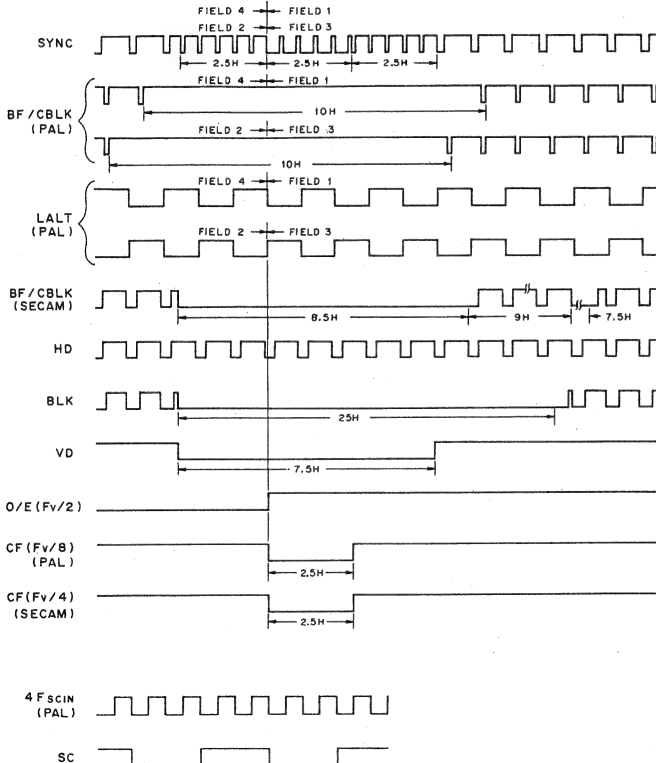 FIELD 4 FIELD 1
FIELD 2 FIELD 3
SYNC
2.5H 2.5H 2.5H
FIELD 4 FIELD 1
BF/CBLK
(PAL)
10H
FIELD 2 FIELD 3
10H
LALT
(PAL)
FIELD 4 FIELD 1
FIELD 2 FIELD 3
BF/CBLK
(SECAM)
8.5H 9H 7.5H
HD
BLK
25H
VD
7.5H
O/E(Fv/2)
CF(Fv/8)
(PAL)
2.5H
CF(Fv/4)
(SECAM)
2.5H
4FSCIN
(PAL)
SC